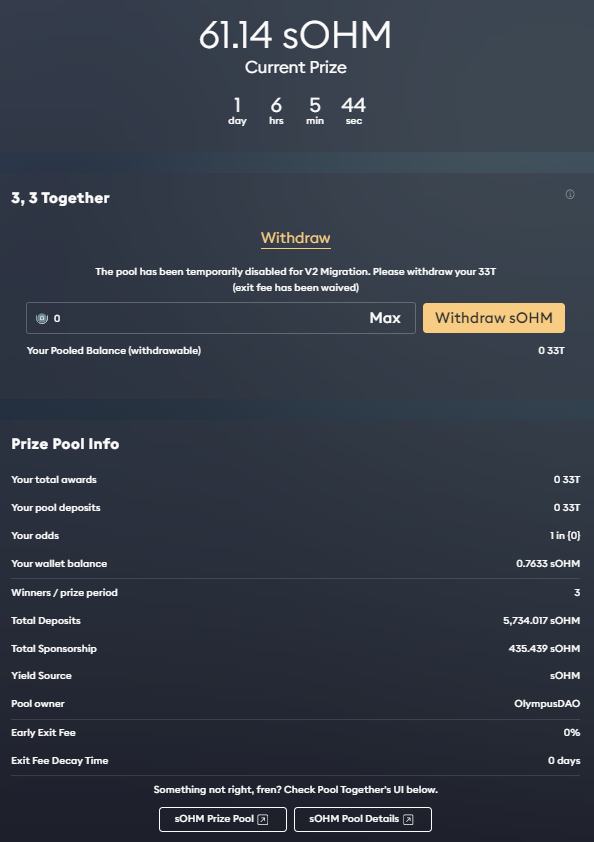 61.14 sOHM
Current Prize
1 6 5 44
day hrs min sec
3, 3 Together
Withdraw
The pool has been temporarily disabled for V2 Migration. Please withdraw your 33T
(exit fee has been waived)
0 Max Withdraw sOHM
Your Pooled Balance (withdrawable) 0 33T
Prize Pool Info
Your total awards 0 33T
Your pool deposits 0 33T
Your odds 1 in {0}
Your wallet balance 0.7633 sOHM
Winners / prize period 3
Total Deposits 5,734.017 sOHM
Total Sponsorship 435.439 sOHM
Yield Source sOHM
Pool owner OlympusDAO
Early Exit Fee 0%
Exit Fee Decay Time 0 days
Something not right, fren? Check Pool Together's UI below.
sOHM Prize Pool sOHM Pool Details